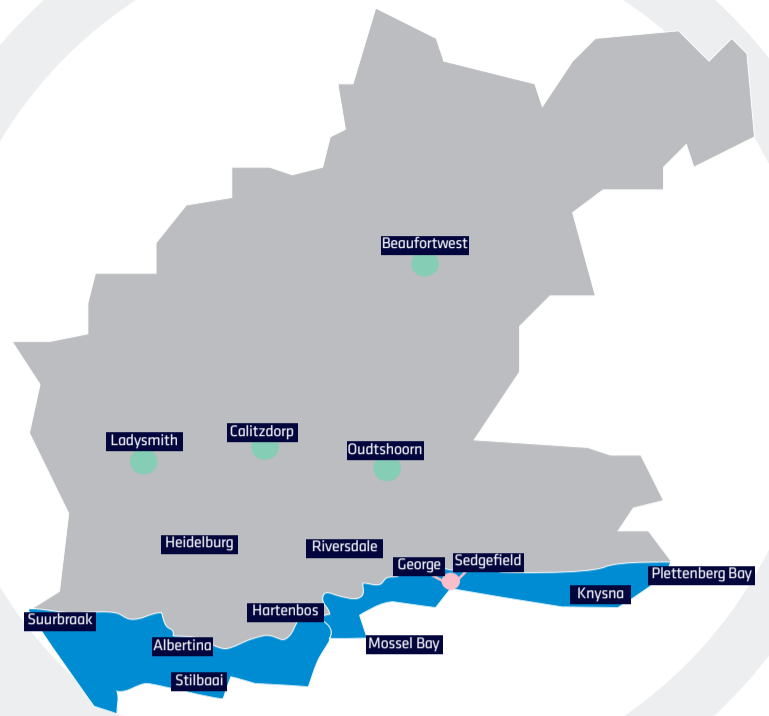 Beaufortwest
Calitzdorp
Ladysmith
Oudtshoorn
Heidelburg
Riversdale
Sedgefield
George
Plettenberg Bay
Knysna
Hartenbos
Suurbraak
Mossel Bay
Albertina
Stilbaai